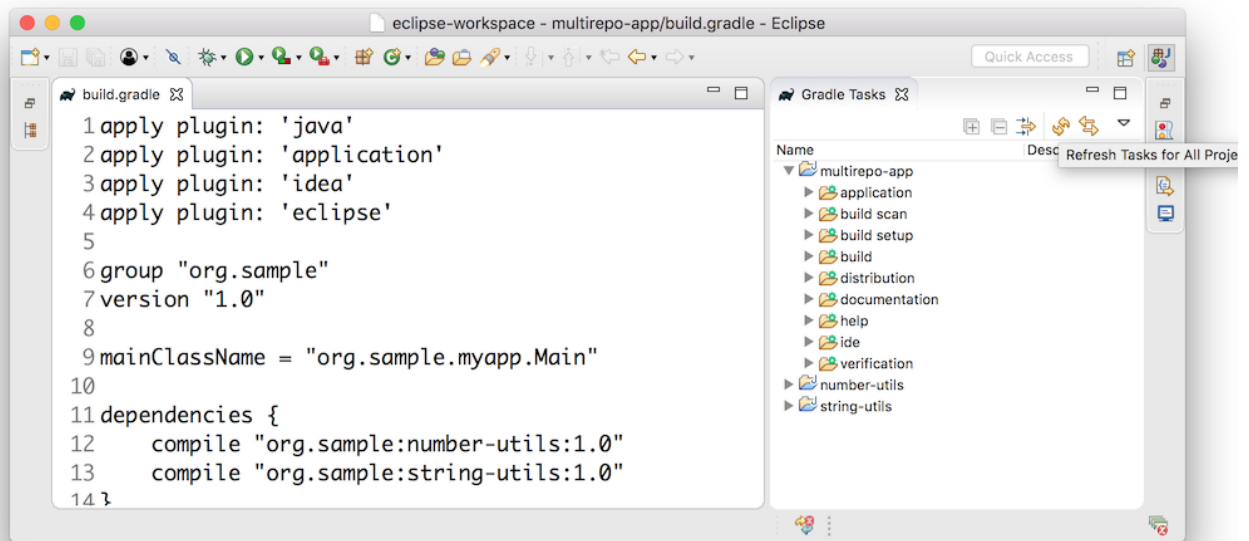 eclipse-workspace - multirepo-app/build.gradle - Eclipse
Quick Access
build.gradle
1 apply plugin: 'java'
2 apply plugin: 'application'
3 apply plugin: 'idea'
4 apply plugin: 'eclipse'
5
6 group "org.sample"
7 version "1.0"
8
9 mainClassName = "org.sample.myapp.Main"
10
11 dependencies {
12     compile "org.sample:number-utils:1.0"
13     compile "org.sample:string-utils:1.0"
14 }
Gradle Tasks
Name Desc
Refresh Tasks for All Proje
multirepo-app
application
build scan
build setup
build
distribution
documentation
help
ide
verification
number-utils
string-utils